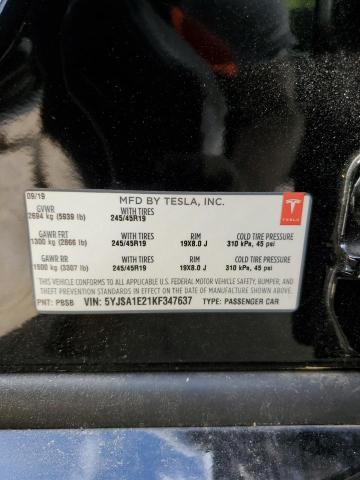 09/19
MFD BY TESLA, INC.
GVWR WITH TIRES
2694 kg (5939 lb) 245/45R19
GAWR FRT WITH TIRES RIM COLD TIRE PRESSURE
1300 kg (2866 lb) 245/45R19 19X8.0 J 310 kPa, 45 psi
GAWR RR WITH TIRES RIM COLD TIRE PRESSURE
1500 kg (3307 lb) 245/45R19 19X8.0 J 310 kPa, 45 psi
TESLA
THIS VEHICLE CONFORMS TO ALL APPLICABLE
U.S. FEDERAL MOTOR VEHICLE SAFETY, BUMPER, AND
THEFT PREVENTION STANDARDS IN EFFECT ON THE DATE OF MANUFACTURE SHOWN ABOVE.
PNT: PBSB VIN: 5YJSA1E21KF347637 TYPE: PASSENGER CAR